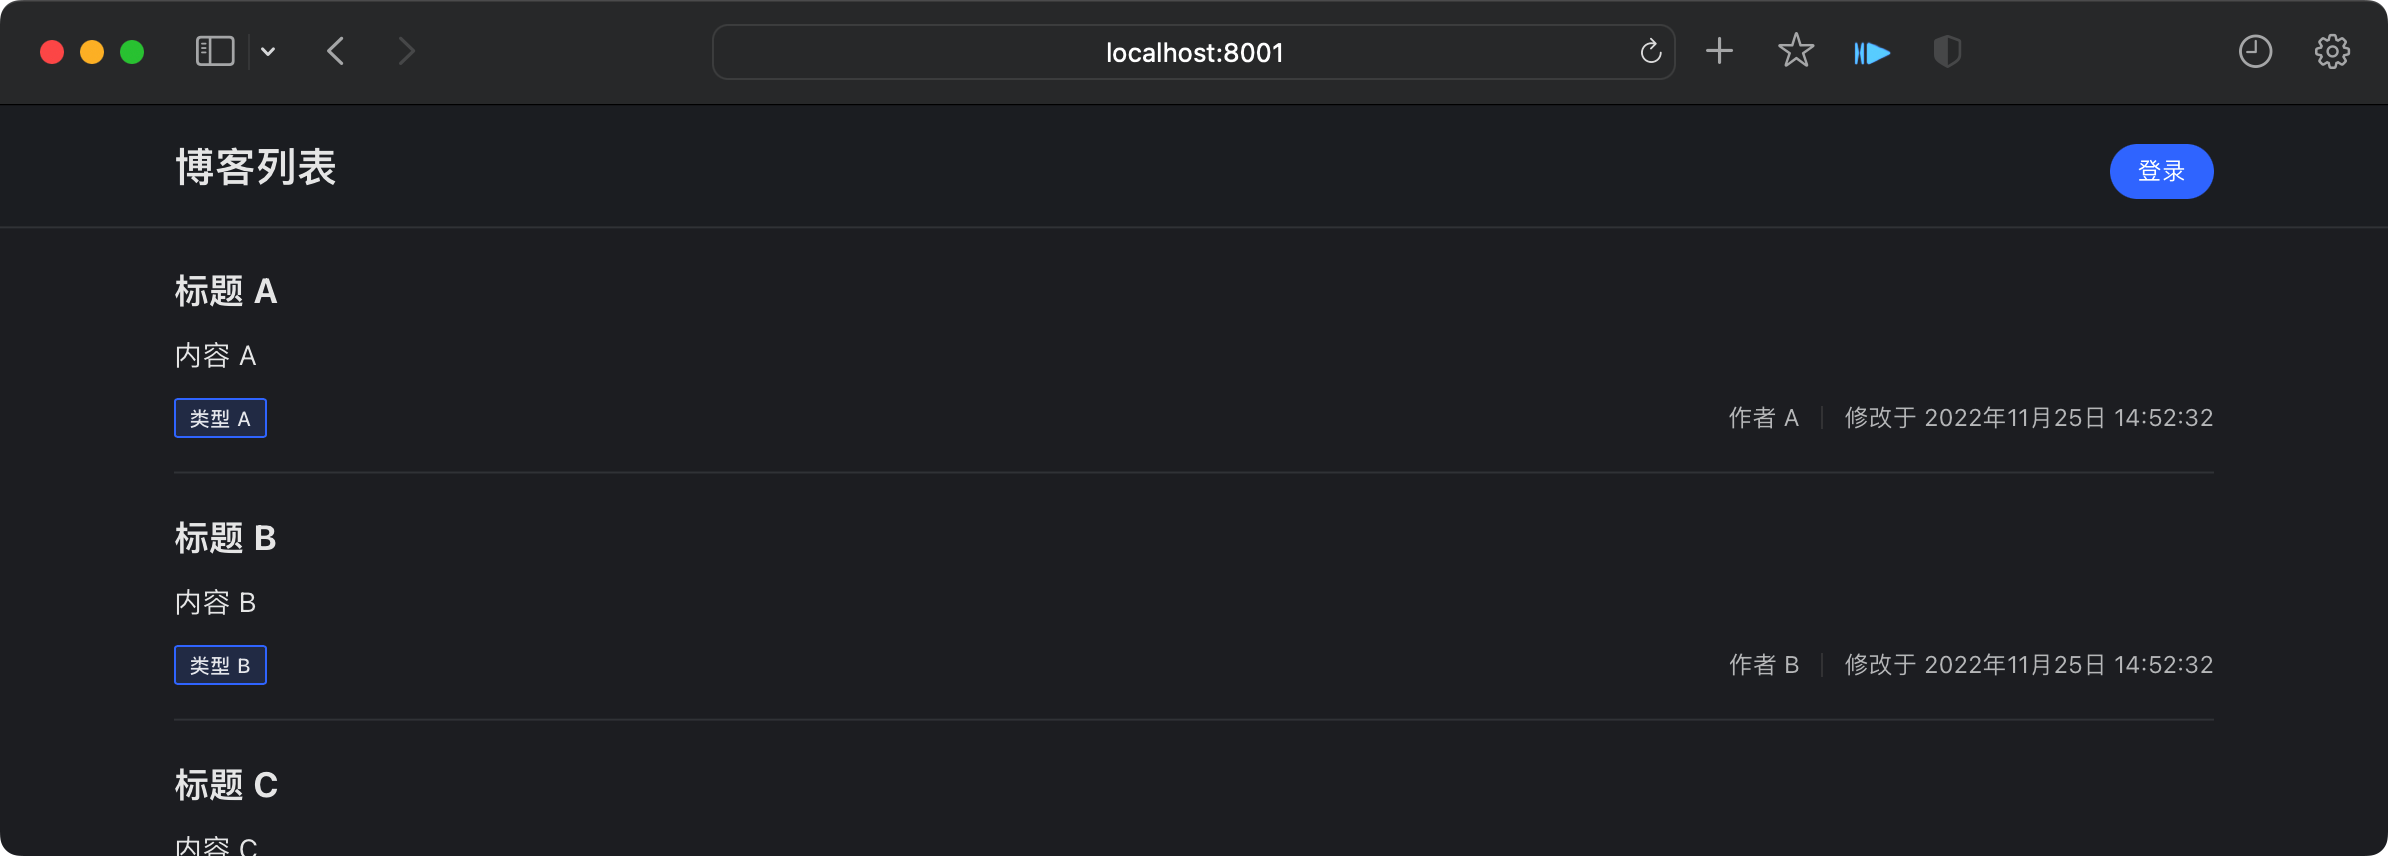 localhost:8001
博客列表
登录
标题 A
内容 A
类型 A
作者 A
修改于 2022年11月25日 14:52:32
标题 B
内容 B
类型 B
作者 B
修改于 2022年11月25日 14:52:32
标题 C
内容 C